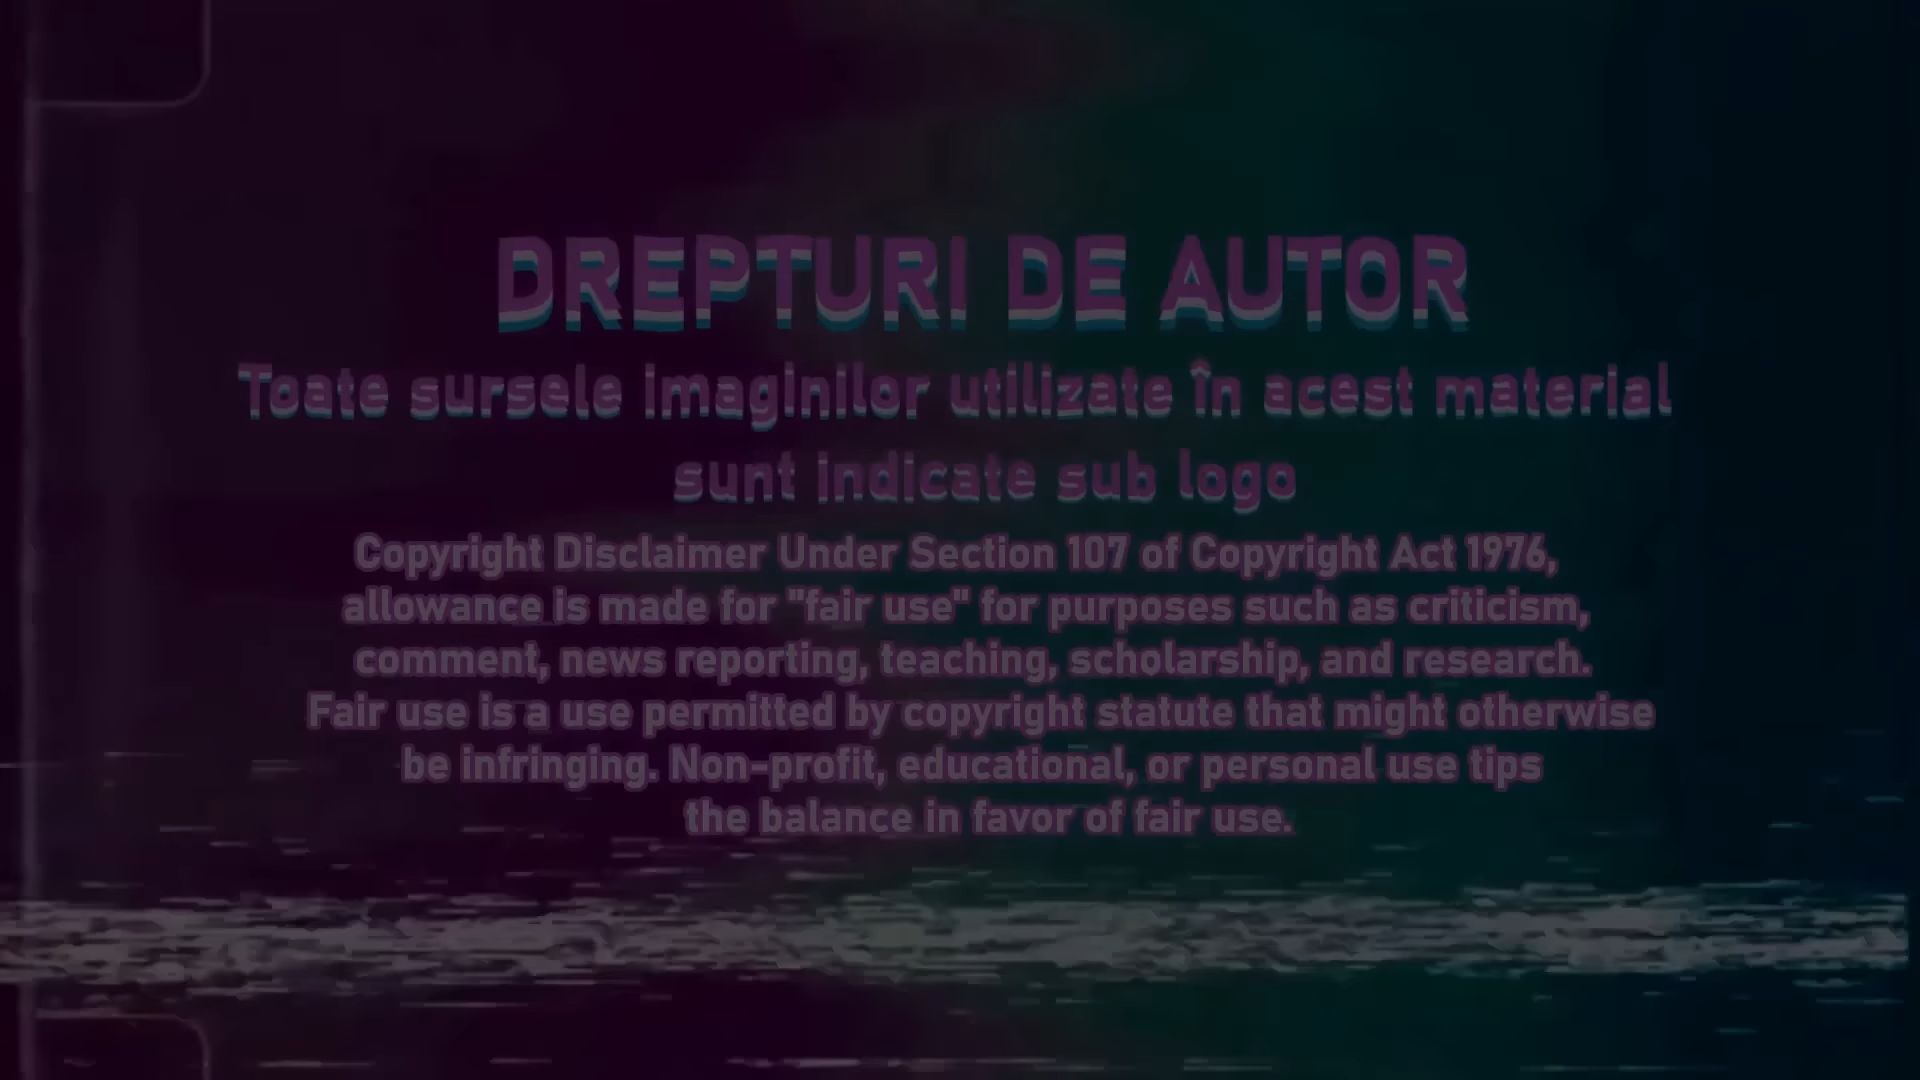 DREPTURI DE AUTOR
Toate sursele imaginilor utilizate în acest material
sunt indicate sub logo
Copyright Disclaimer Under Section 107 of Copyright Act 1976,
allowance is made for "fair use" for purposes such as criticism,
comment, news reporting, teaching, scholarship, and research.
Fair use is a use permitted by copyright statute that might otherwise
be infringing. Non-profit, educational, or personal use tips
the balance in favor of fair use.